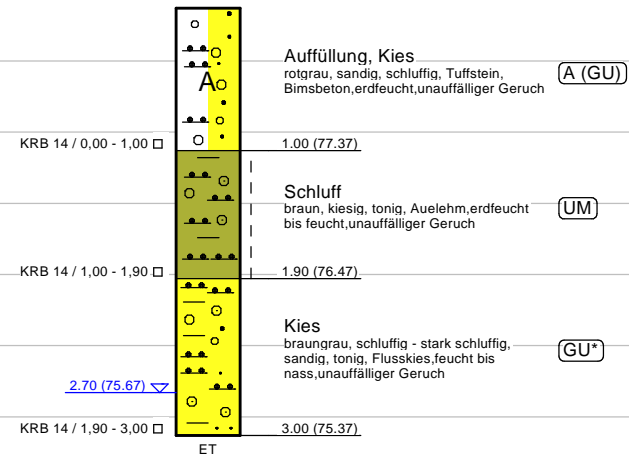 Auffüllung, Kies
rotgrau, sandig, schluffig, Tuffstein,
Bimsbeton,erdfeucht,unauffälliger Geruch
A (GU)
A
KRB 14 / 0,00 - 1,00
1.00 (77.37)
Schluff
braun, kiesig, tonig, Auelehm,erdfeucht
bis feucht,unauffälliger Geruch
UM
KRB 14 / 1,00 - 1,90
1.90 (76.47)
Kies
braungrau, schluffig - stark schluffig,
sandig, tonig, Flusskies,feucht bis
nass,unauffälliger Geruch
GU*
2.70 (75.67)
KRB 14 / 1,90 - 3,00
3.00 (75.37)
ET